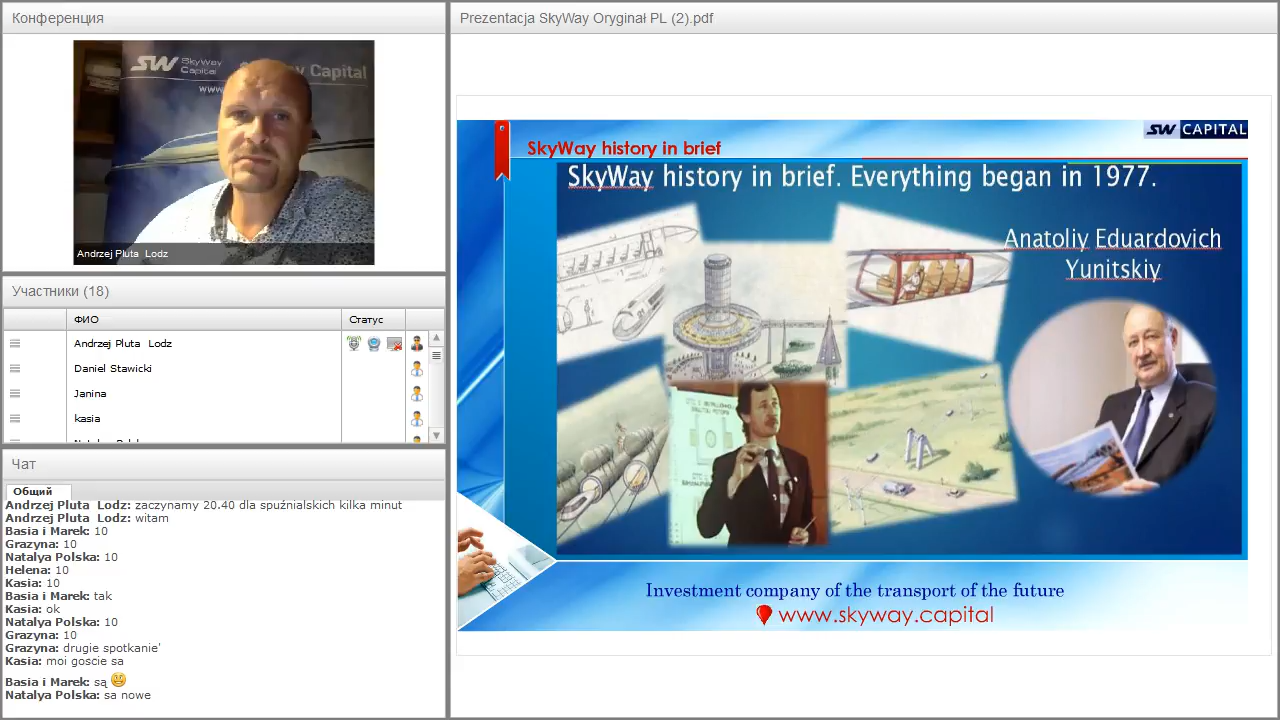 Конференция
SW SkyWay Capital
SkyWay Capital
www
Andrzej Pluta Lodz
Участники (18)
ФИО Статус
Andrzej Pluta Lodz
Daniel Stawicki
Janina
kasia
Чат
Общий
Andrzej Pluta Lodz: zaczynamy 20.40 dla spuźnialskich kilka minut
Andrzej Pluta Lodz: witam
Basia i Marek: 10
Grazyna: 10
Natalya Polska: 10
Helena: 10
Kasia: 10
Basia i Marek: tak
Kasia: ok
Natalya Polska: 10
Grazyna: 10
Grazyna: drugie spotkanie'
Kasia: moi goscie sa
Basia i Marek: są
Natalya Polska: sa nowe
Prezentacja SkyWay Oryginał PL (2).pdf
SW CAPITAL
SkyWay history in brief
SkyWay history in brief. Everything began in 1977.
Anatoliy Eduardovich
Yunitskiy
Investment company of the transport of the future
www.skyway.capital